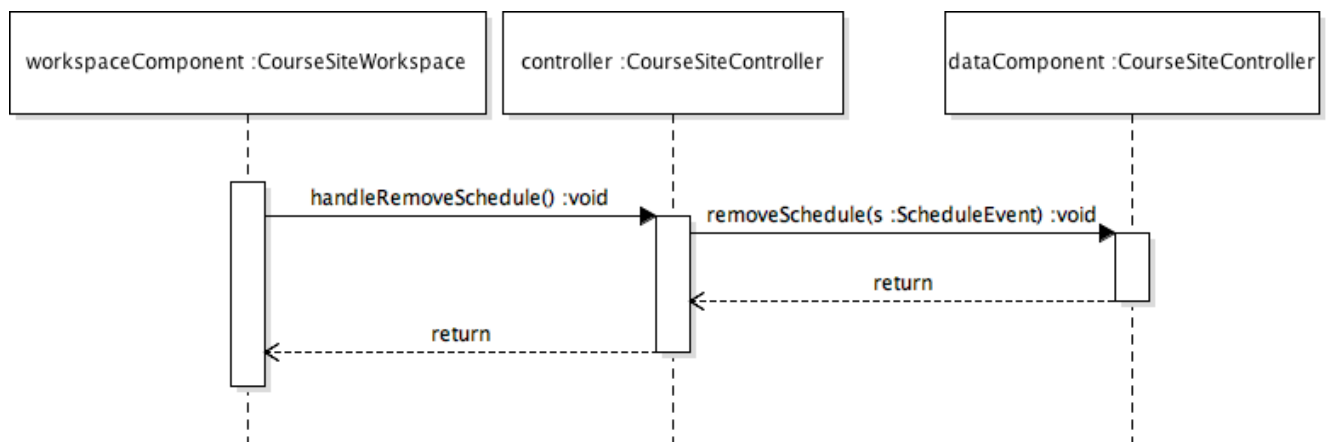 workspaceComponent :CourseSiteWorkspace
controller :CourseSiteController
dataComponent :CourseSiteController
handleRemoveSchedule() :void
removeSchedule(s :ScheduleEvent) :void
return
return